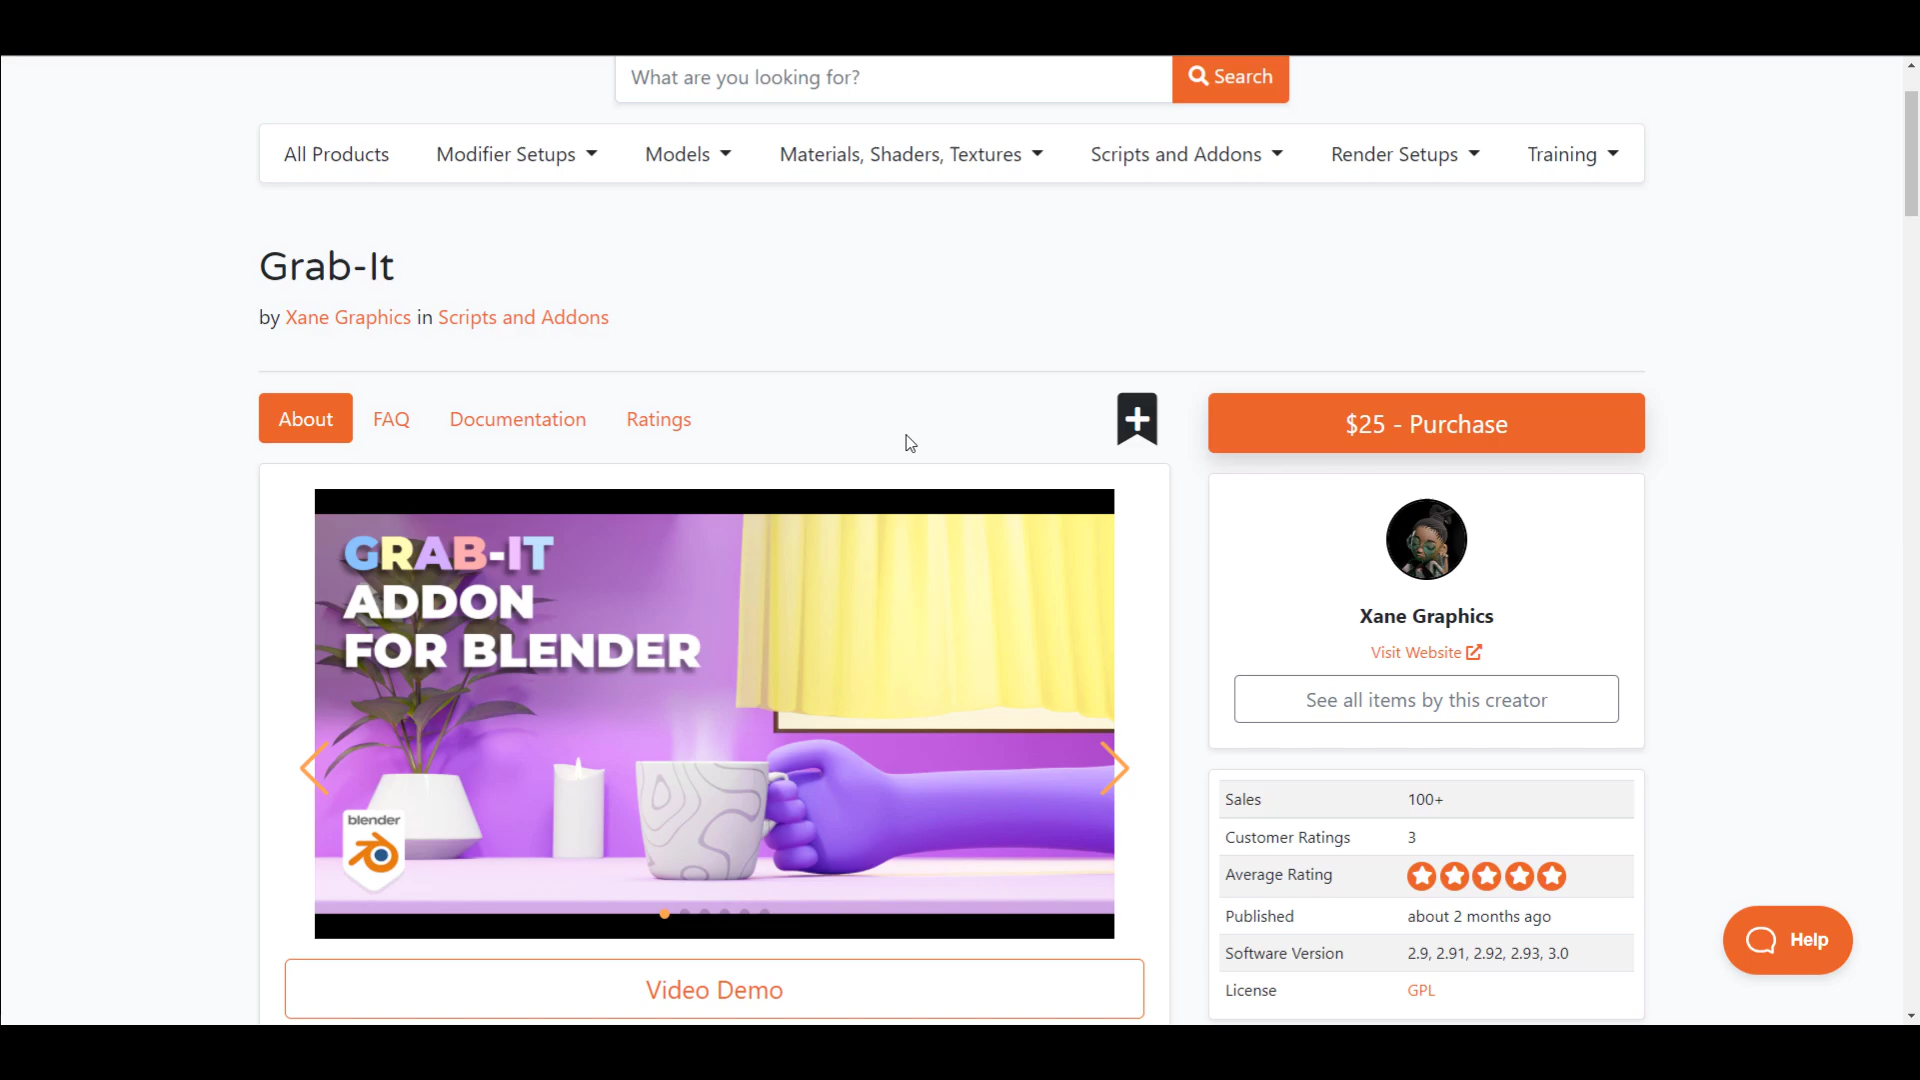 What are you looking for?
Search
All Products
Modifier Setups
Models
Materials, Shaders, Textures
Scripts and Addons
Render Setups
Training
Grab-It
by Xane Graphics in Scripts and Addons
About
FAQ
Documentation
Ratings
$25 - Purchase
GRAB-IT
ADDON
FOR BLENDER
blender
Video Demo
Xane Graphics
Visit Website
See all items by this creator
Sales 100+
Customer Ratings 3
Average Rating
Published about 2 months ago
Software Version 2.9, 2.91, 2.92, 2.93, 3.0
License GPL
Help